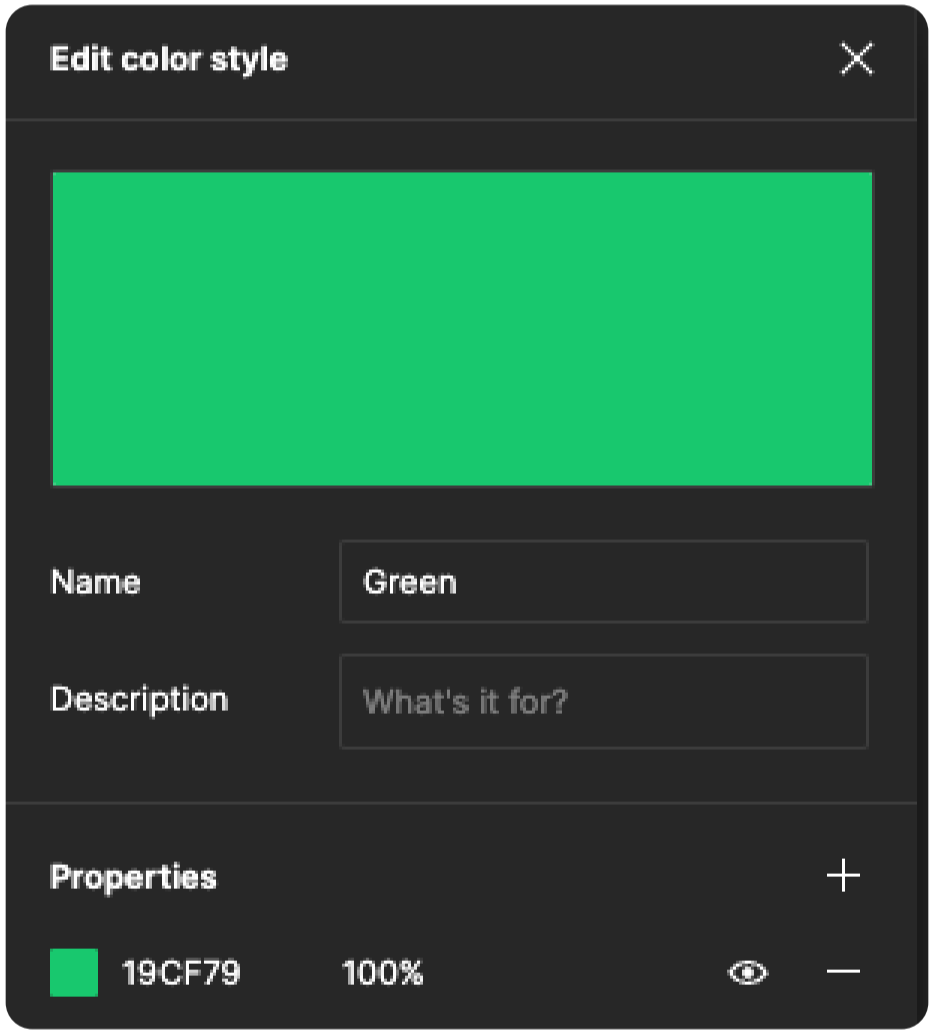 Edit color style
Name Green
Description What's it for?
Properties
19CF79 100%